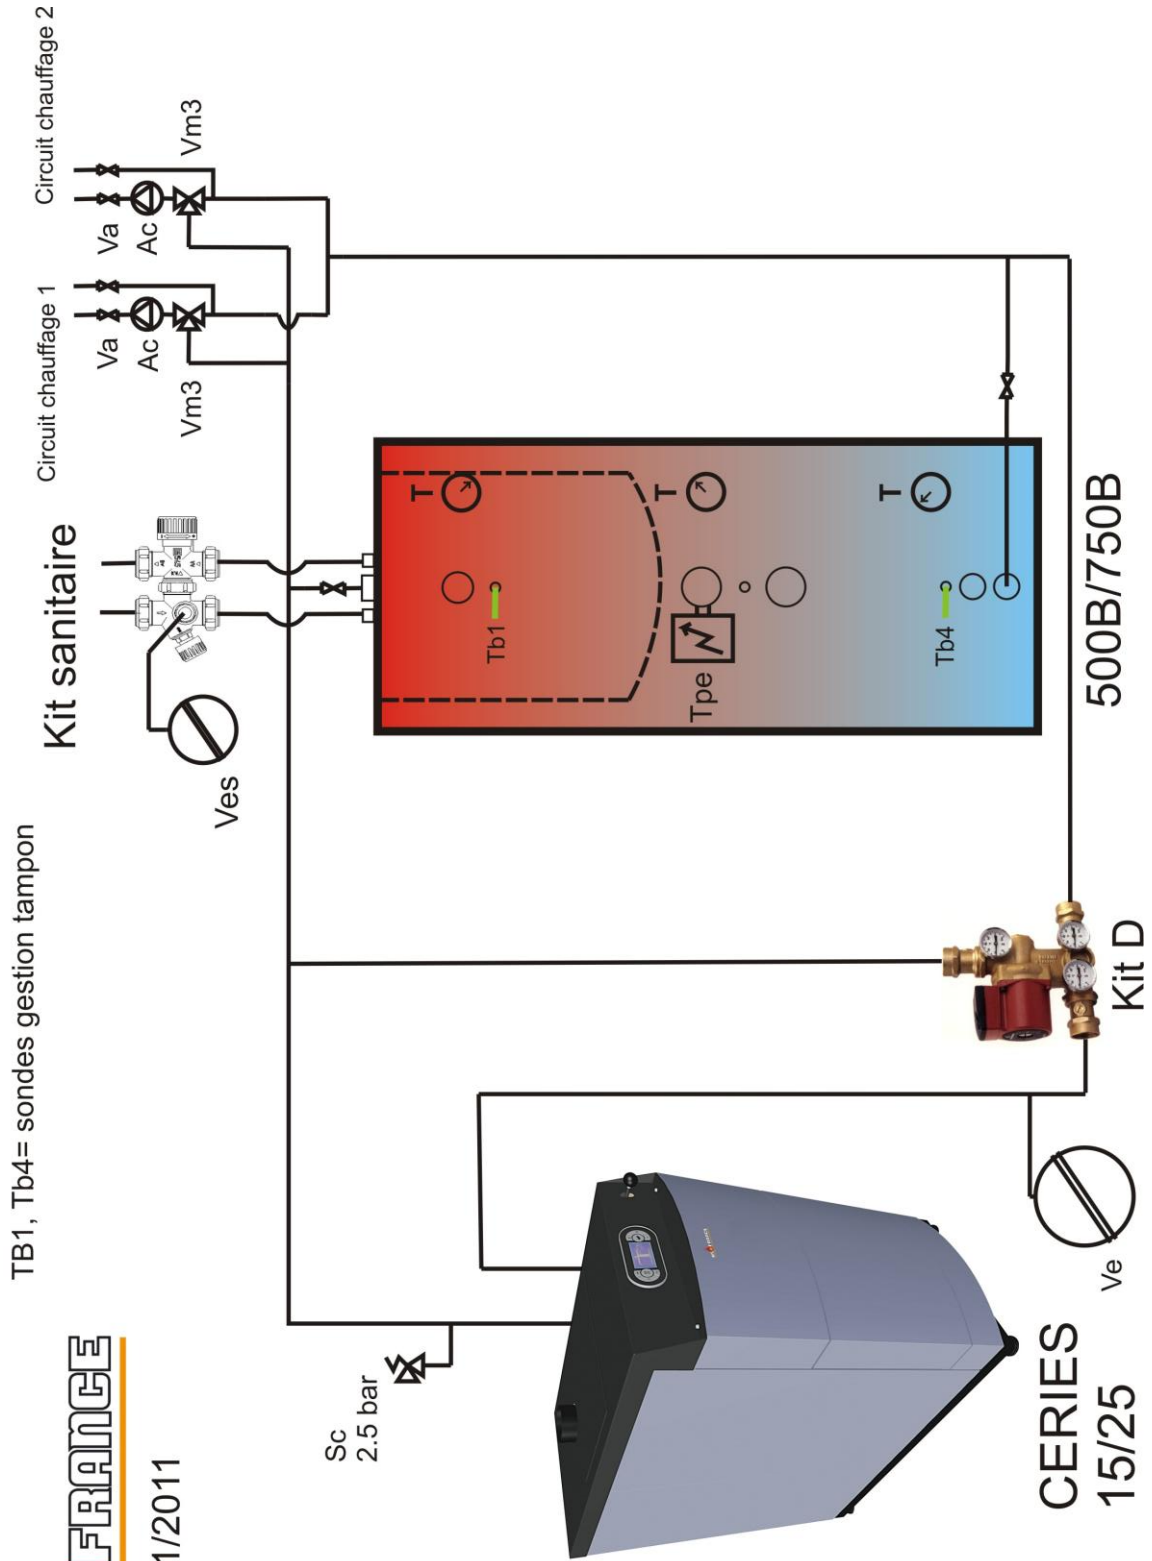 FRANCE
1/2011
TB1, Tb4= sondes gestion tampon
Kit sanitaire
Circuit chauffage 1
Circuit chauffage 2
Va
Ac
Vm3
Va
Ac
Vm3
Ves
Sc
2.5 bar
T
Tb1
T
Tpe
T
Tb4
500B/750B
Kit D
Ve
CERIES
15/25